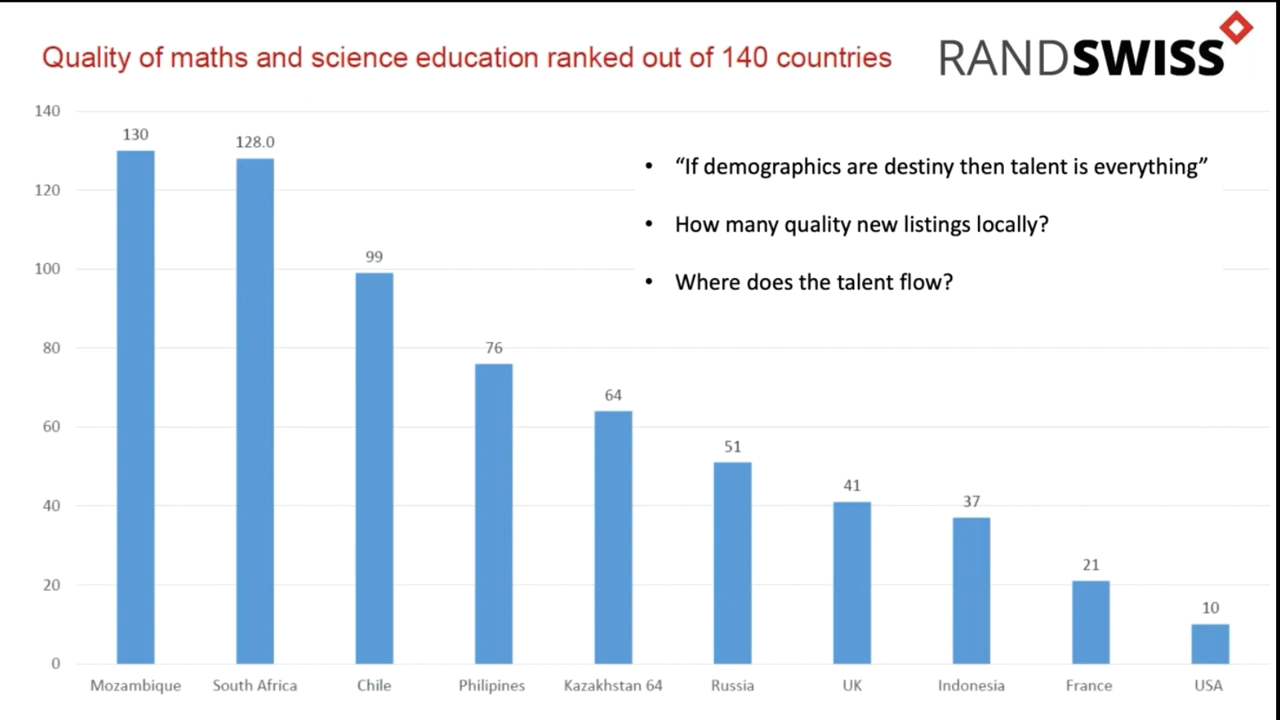 Quality of maths and science education ranked out of 140 countries
RANDSWISS
140
120
100
80
60
40
20
0
130
128.0
99
76
64
51
41
37
21
10
• “If demographics are destiny then talent is everything”
• How many quality new listings locally?
• Where does the talent flow?
Mozambique
South Africa
Chile
Philipines
Kazakhstan 64
Russia
UK
Indonesia
France
USA